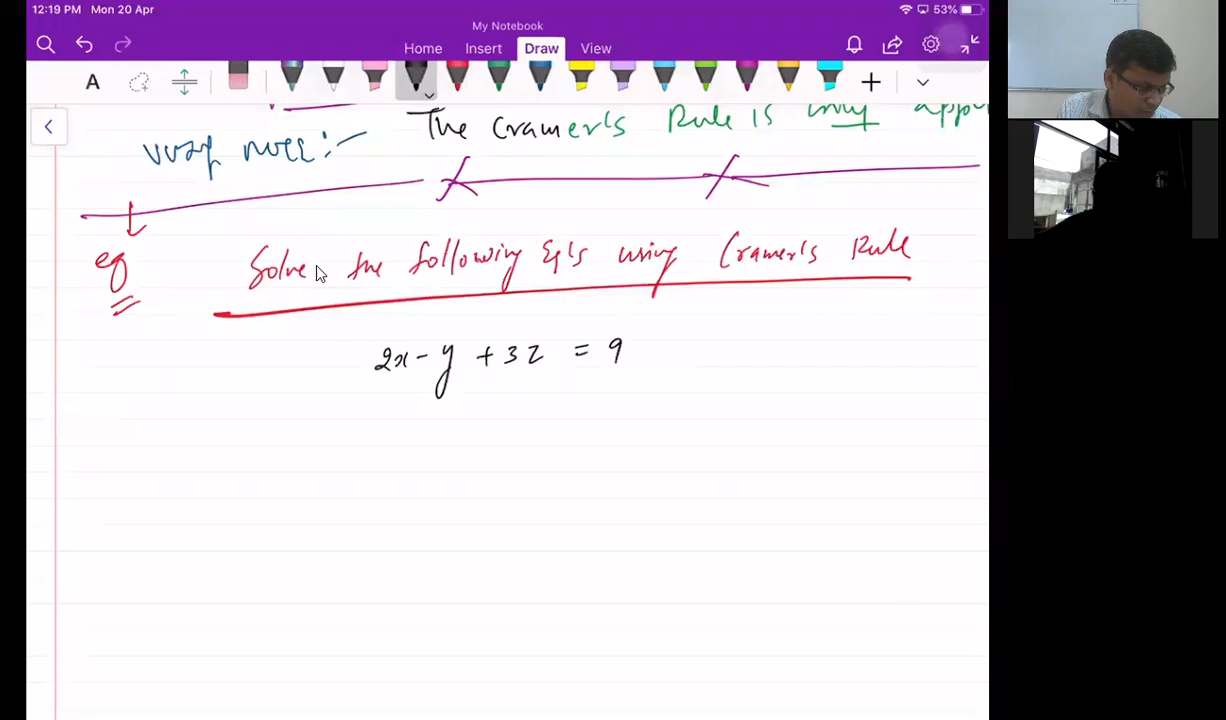 12:19 PM Mon 20 Apr
53%
My Notebook
Home Insert Draw View
A
The Cramer's Rule is only
eq Solve the following Eq's using Cramer's Rule
2x - y + 3z = 9